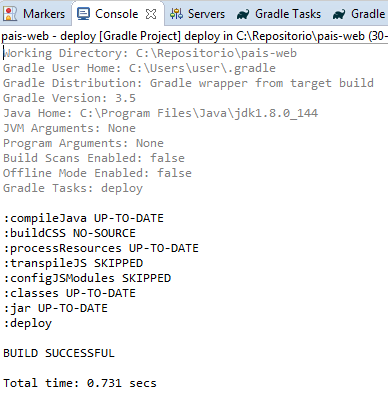 Markers Console Servers Gradle Tasks Gradle
pais-web - deploy [Gradle Project] deploy in C:\Repositorio\pais-web (30-
Working Directory: C:\Repositorio\pais-web
Gradle User Home: C:\Users\user\.gradle
Gradle Distribution: Gradle wrapper from target build
Gradle Version: 3.5
Java Home: C:\Program Files\Java\jdk1.8.0_144
JVM Arguments: None
Program Arguments: None
Build Scans Enabled: false
Offline Mode Enabled: false
Gradle Tasks: deploy
:compileJava UP-TO-DATE
:buildCSS NO-SOURCE
:processResources UP-TO-DATE
:transpileJS SKIPPED
:configJSModules SKIPPED
:classes UP-TO-DATE
:jar UP-TO-DATE
:deploy
BUILD SUCCESSFUL
Total time: 0.731 secs